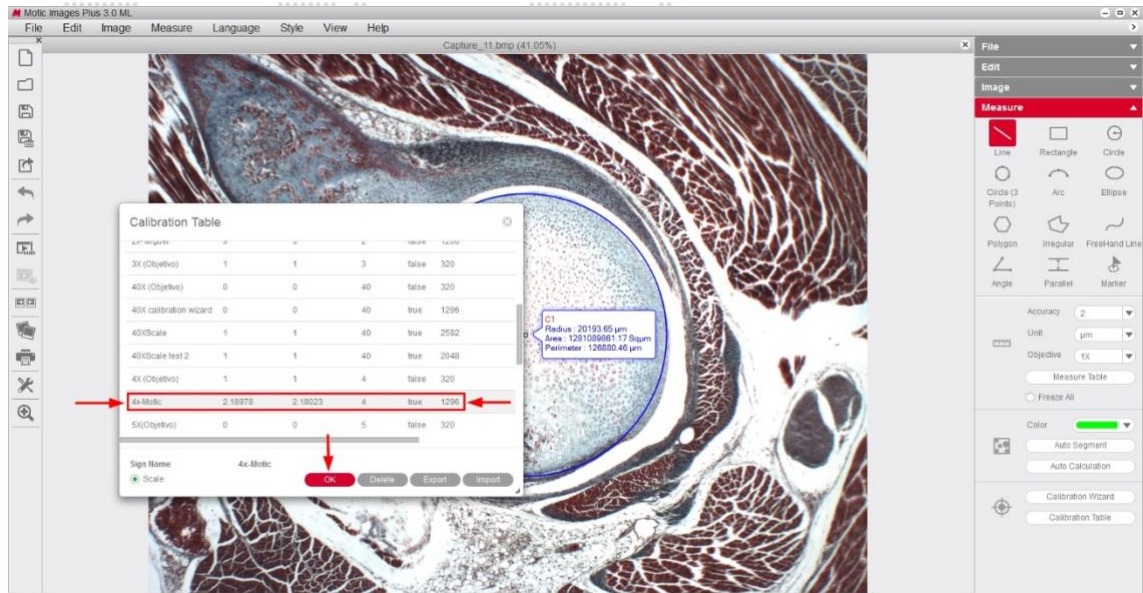 Motic Images Plus 3.0 ML
File Edit Image Measure Language Style View Help
Capture_11.bmp (41.05%)
Calibration Table
3X (Objetivo) 1 1 3 false 320
40X (Objetivo) 0 0 40 false 320
40X calibration wizard 0 0 40 true 1296
40XScale 1 1 40 true 2592
40XScale test 2 1 1 40 true 2048
4X (Objetivo) 1 1 4 false 320
4x-Motic 2.18978 2.18023 4 true 1296
5X(Objetivo) 0 0 5 false 320
Sign Name 4x-Motic
Scale
OK Delete Export Import
C1
Radius : 20193.65 µm
Area : 1281089861.17 Squm
Perimeter : 126880.46 µm
File
Edit
Image
Measure
Line Rectangle Circle
Circle (3 Points) Arc Ellipse
Polygon Irregular FreeHand Line
Angle Parallel Marker
Accuracy 2
Unit µm
Objective 1X
Measure Table
Freeze All
Color
Auto Segment
Auto Calculation
Calibration Wizard
Calibration Table